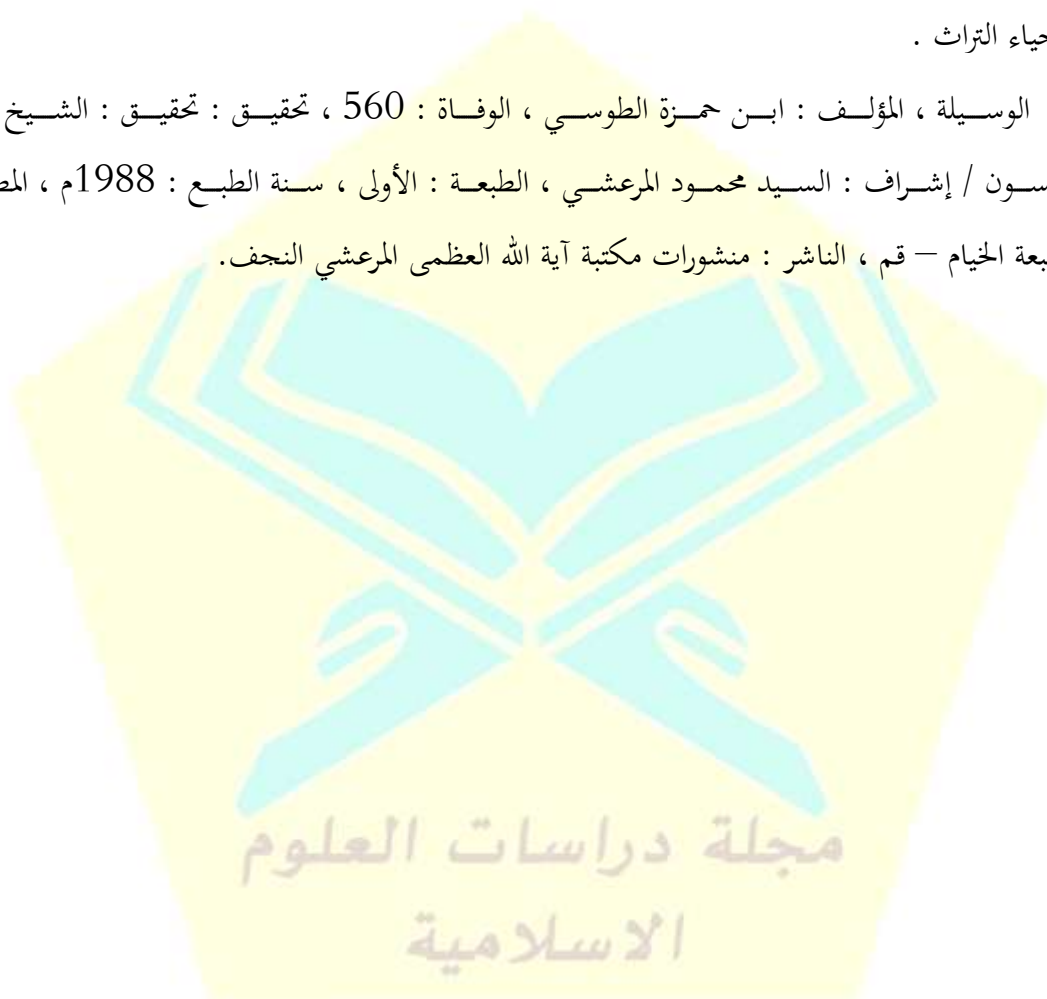 حياء التراث .
الوسيلة ، المؤلف : ابن حمزة الطوسي ، الوفاة : 560 ، تحقيق : تحقيق : الشيخ
سون / إشراف : السيد محمود المرعشي ، الطبعة : الأولى ، سنة الطبع : 1988م ، المط
بعة الخيام – قم ، الناشر : منشورات مكتبة آية الله العظمى المرعشي النجف.
مجلة دراسات العلوم
الاسلامية